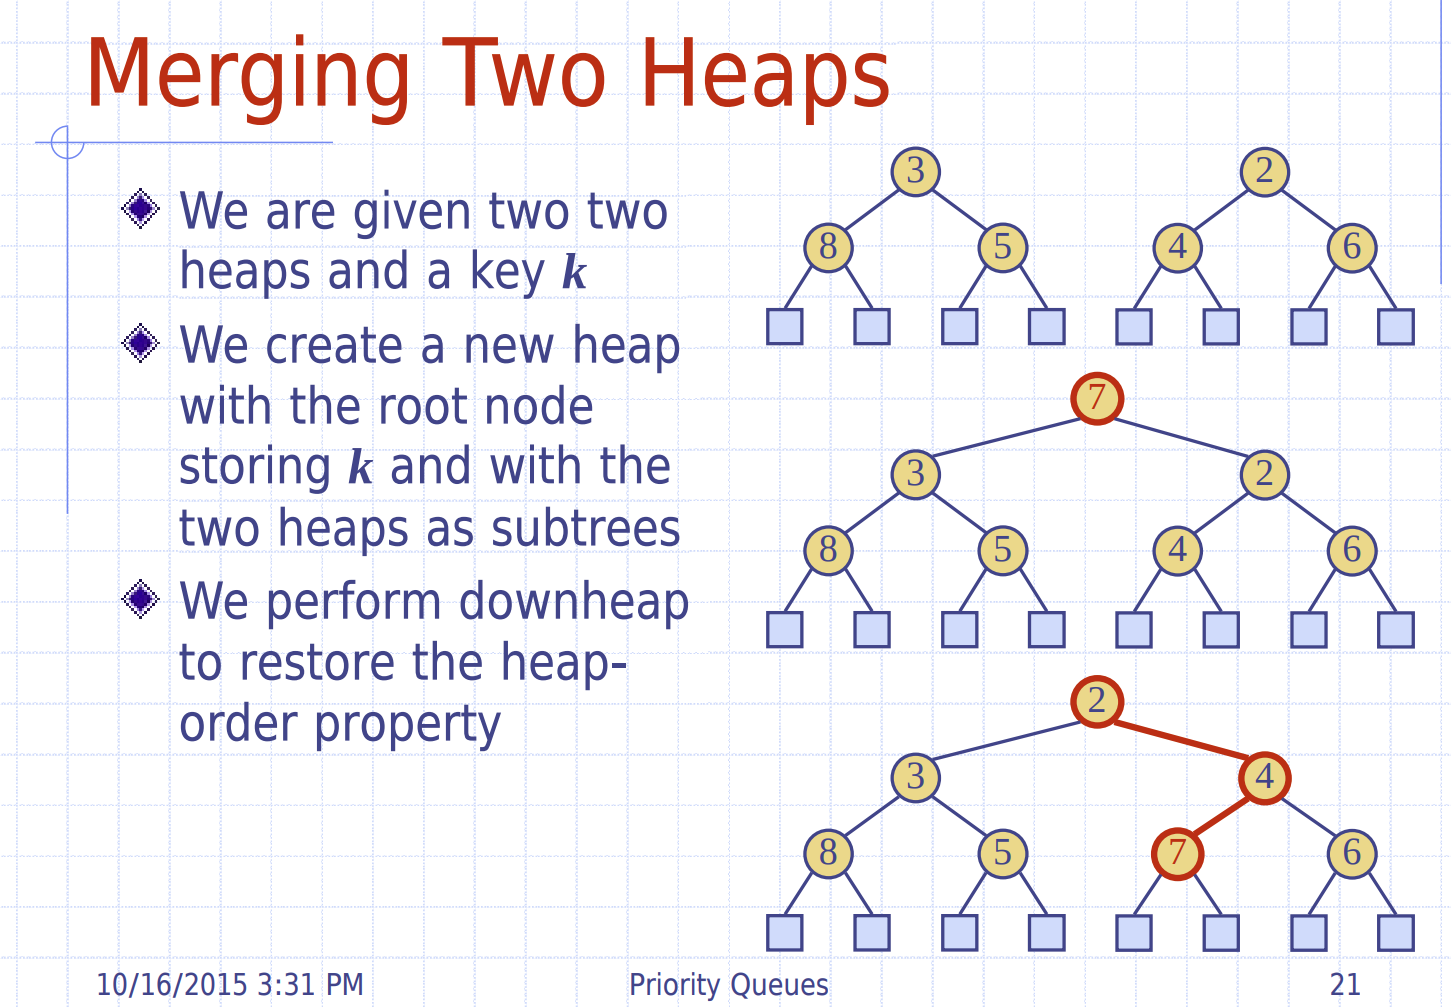 Merging Two Heaps
We are given two two
heaps and a key k
We create a new heap
with the root node
storing k and with the
two heaps as subtrees
We perform downheap
to restore the heap-
order property
3 2
8 5 4 6
7
3 2
8 5 4 6
2
3 4
8 5 7 6
10/16/2015 3:31 PM Priority Queues 21